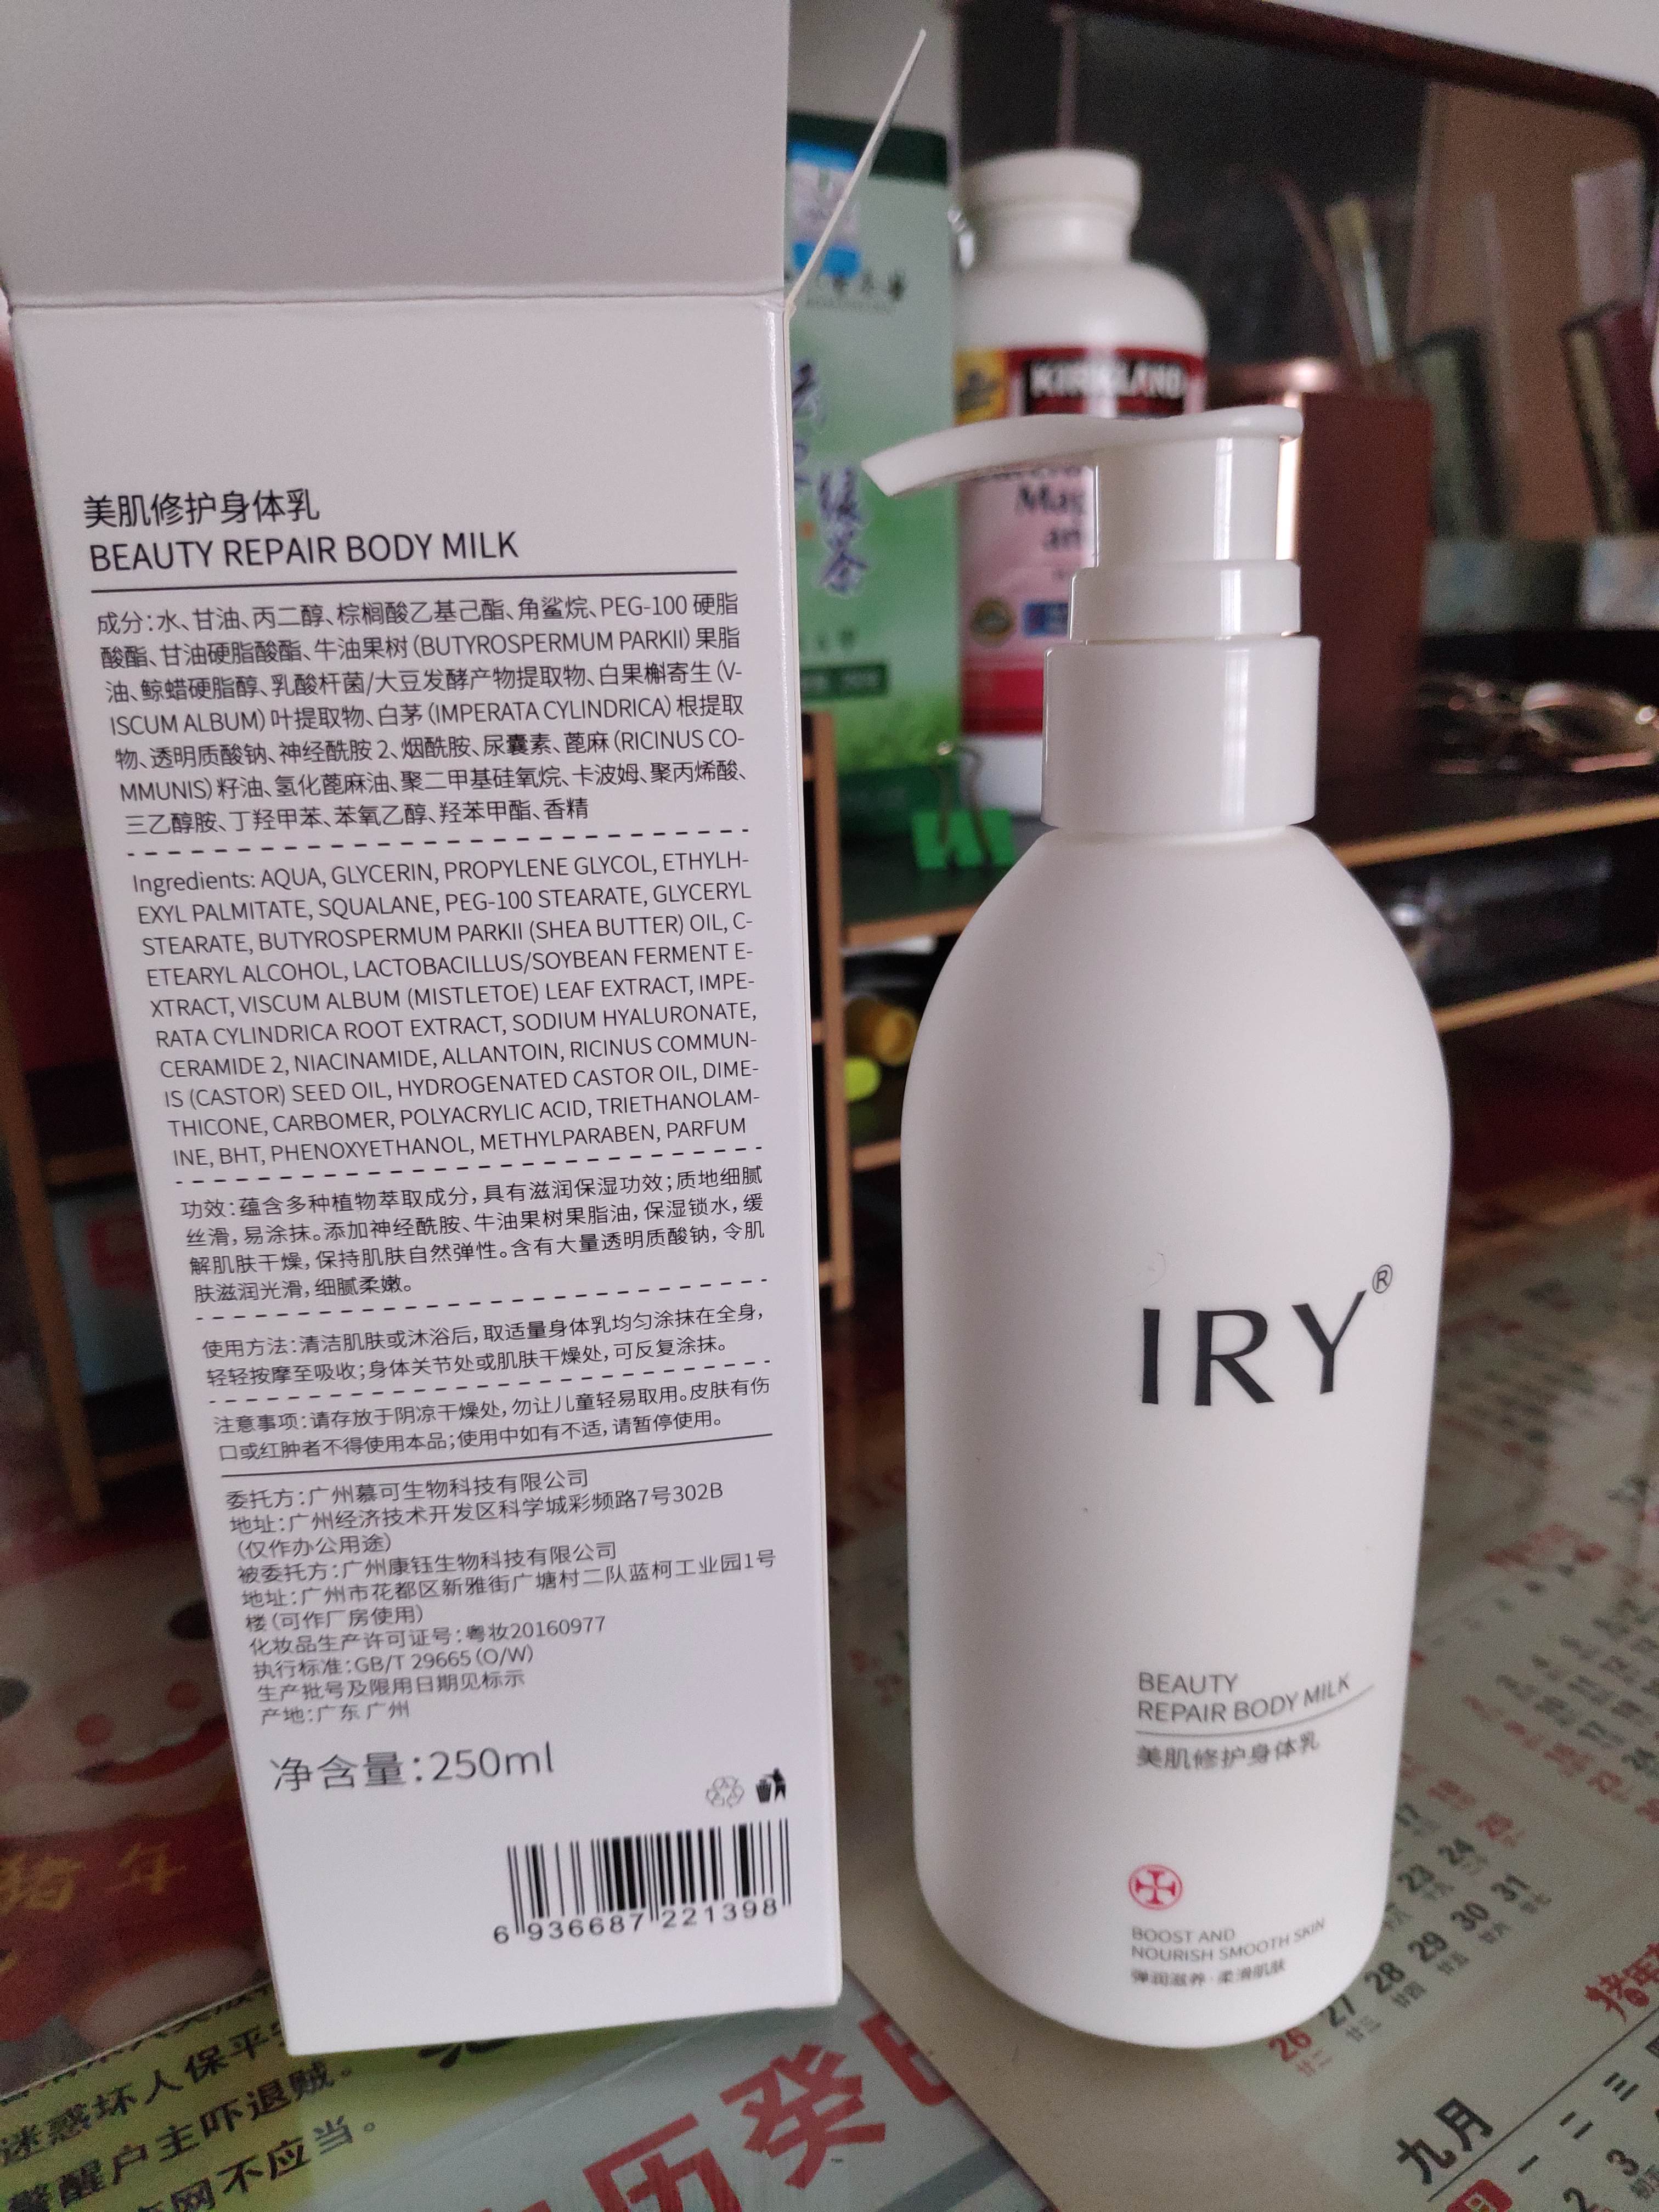 美肌修护身体乳
BEAUTY REPAIR BODY MILK
成分：水、甘油、丙二醇、棕榈酸乙基己酯、角鲨烷、PEG-100 硬脂
酸酯、甘油硬脂酸酯、牛油果树（BUTYROSPERMUM PARKII）果脂
油、鲸蜡硬脂醇、乳酸杆菌/大豆发酵产物提取物、白果槲寄生（V-
ISCUM ALBUM）叶提取物、白茅（IMPERATA CYLINDRICA）根提取
物、透明质酸钠、神经酰胺 2、烟酰胺、尿囊素、蓖麻（RICINUS CO-
MMUNIS）籽油、氢化蓖麻油、聚二甲基硅氧烷、卡波姆、聚丙烯酸、
三乙醇胺、丁羟甲苯、苯氧乙醇、羟苯甲酯、香精
Ingredients: AQUA, GLYCERIN, PROPYLENE GLYCOL, ETHYLH-
EXYL PALMITATE, SQUALANE, PEG-100 STEARATE, GLYCERYL
STEARATE, BUTYROSPERMUM PARKII (SHEA BUTTER) OIL, C-
ETEARYL ALCOHOL, LACTOBACILLUS/SOYBEAN FERMENT E-
XTRACT, VISCUM ALBUM (MISTLETOE) LEAF EXTRACT, IMPE-
RATA CYLINDRICA ROOT EXTRACT, SODIUM HYALURONATE,
CERAMIDE 2, NIACINAMIDE, ALLANTOIN, RICINUS COMMUN-
IS (CASTOR) SEED OIL, HYDROGENATED CASTOR OIL, DIME-
THICONE, CARBOMER, POLYACRYLIC ACID, TRIETHANOLAM-
INE, BHT, PHENOXYETHANOL, METHYLPARABEN, PARFUM
功效：蕴含多种植物萃取成分，具有滋润保湿功效；质地细腻
丝滑，易涂抹。添加神经酰胺、牛油果树果脂油，保湿锁水，缓
解肌肤干燥，保持肌肤自然弹性。含有大量透明质酸钠，令肌
肤滋润光滑，细腻柔嫩。
使用方法：清洁肌肤或沐浴后，取适量身体乳均匀涂抹在全身，
轻轻按摩至吸收；身体关节处或肌肤干燥处，可反复涂抹。
注意事项：请存放于阴凉干燥处，勿让儿童轻易取用。皮肤有伤
口或红肿者不得使用本品；使用中如有不适，请暂停使用。
委托方：广州慕可生物科技有限公司
地址：广州经济技术开发区科学城彩频路7号302B
（仅作办公用途）
被委托方：广州康钰生物科技有限公司
地址：广州市花都区新雅街广塘村二队蓝柯工业园1号
楼（可作厂房使用）
化妆品生产许可证号：粤妆20160977
执行标准：GB/T 29665（O/W）
生产批号及限用日期见标示
产地：广东 广州
净含量：250ml
6 936687 221398
IRY®
BEAUTY
REPAIR BODY MILK
美肌修护身体乳
BOOST AND
NOURISH SMOOTH SKIN
弹润滋养·柔滑肌肤
KIRKLAND
绿茶
迷惑坏人保平
警醒户主吓退贼。
不应当。
历癸
九月
一 二 三
17
23 24 25
26 27 28 29 30 31
2 3